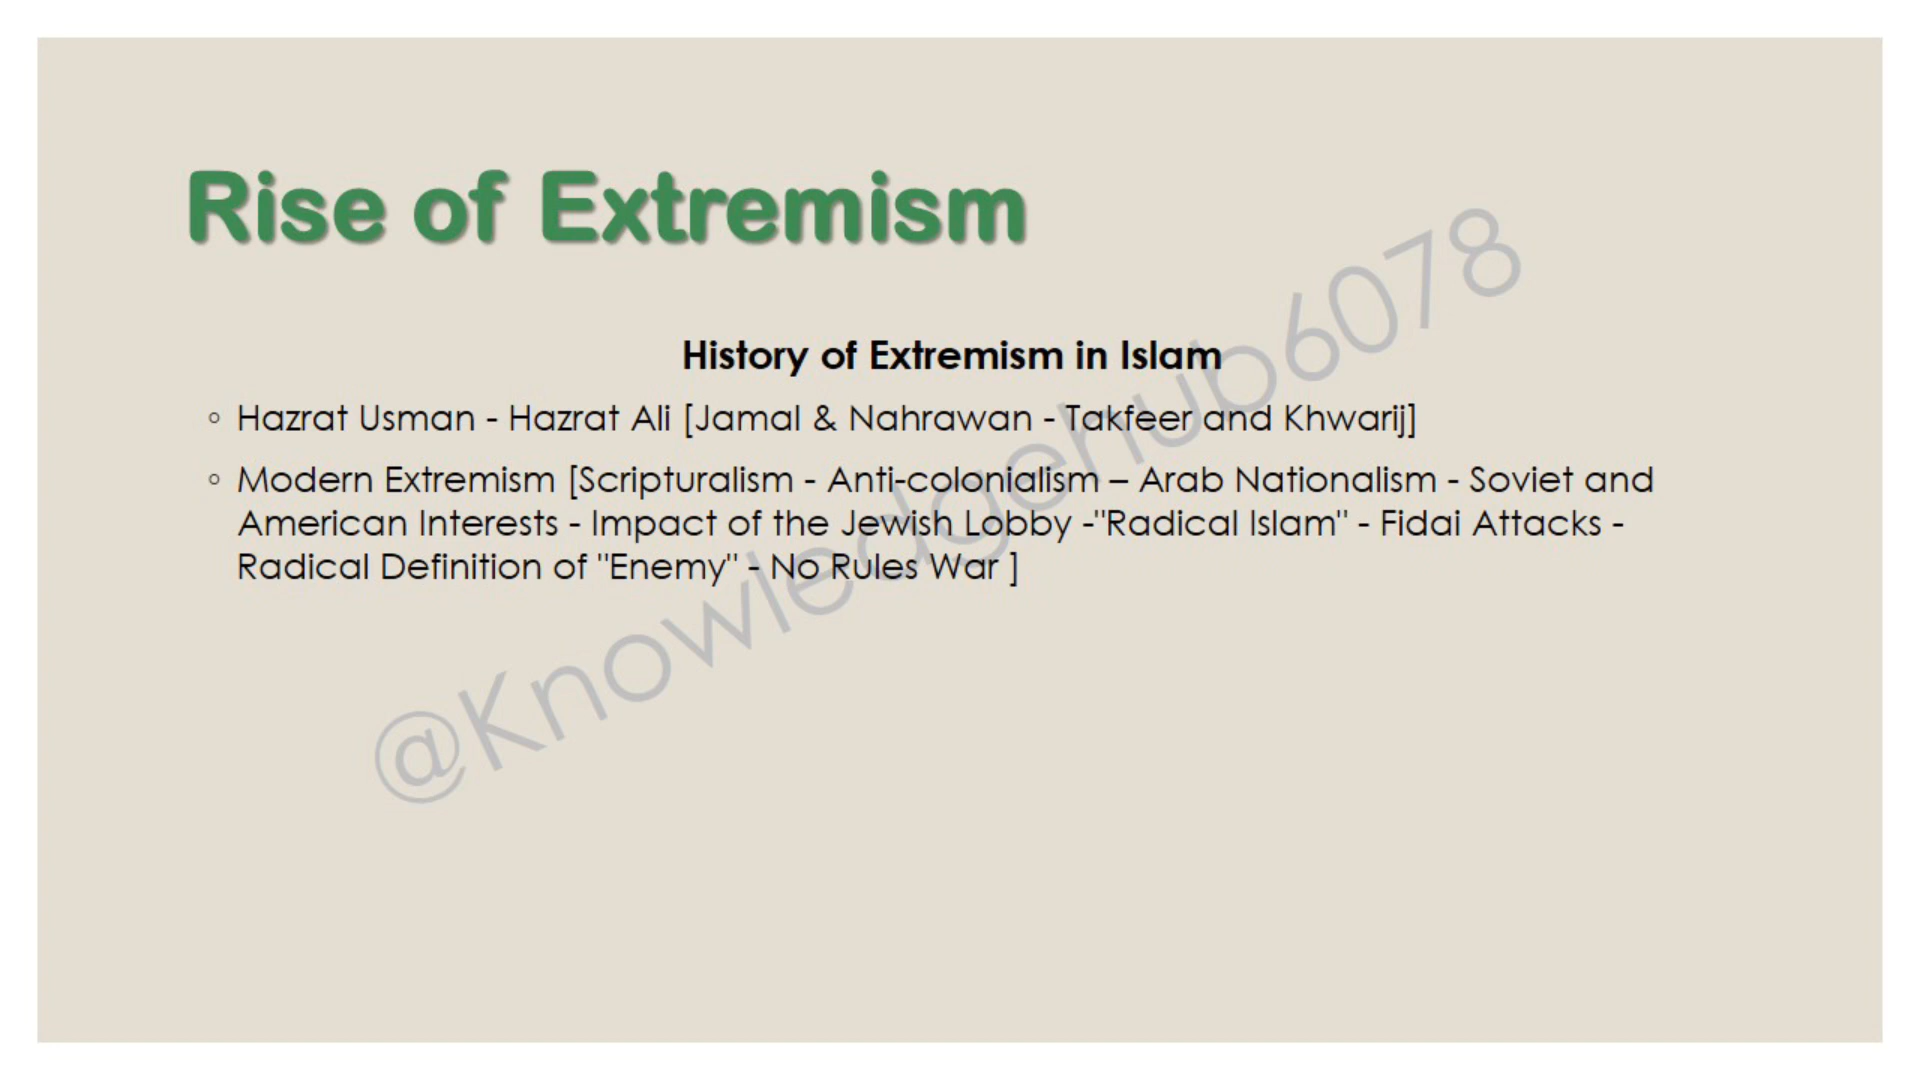 Rise of Extremism
History of Extremism in Islam
◦ Hazrat Usman - Hazrat Ali [Jamal & Nahrawan - Takfeer and Khwarij]
◦ Modern Extremism [Scripturalism - Anti-colonialism – Arab Nationalism - Soviet and
American Interests - Impact of the Jewish Lobby -"Radical Islam" - Fidai Attacks -
Radical Definition of "Enemy" - No Rules War ]
@Knowledgehub6078